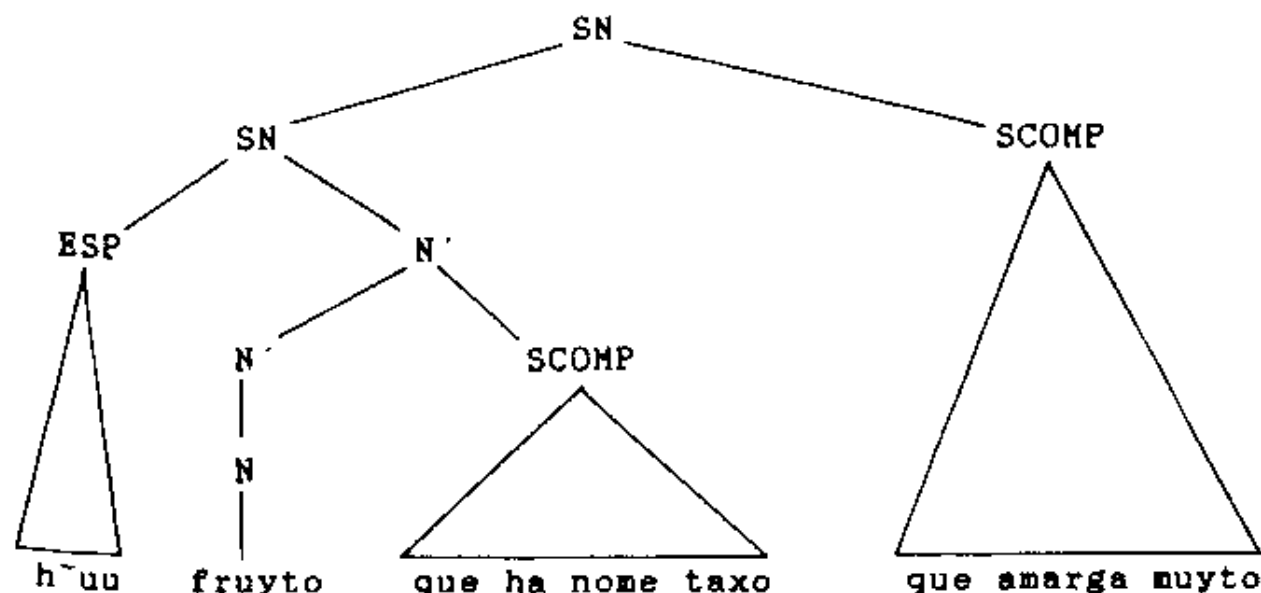 SN
SN SCOMP
ESP N'
N' SCOMP
N
h~uu fruyto que ha nome taxo que amarga muyto